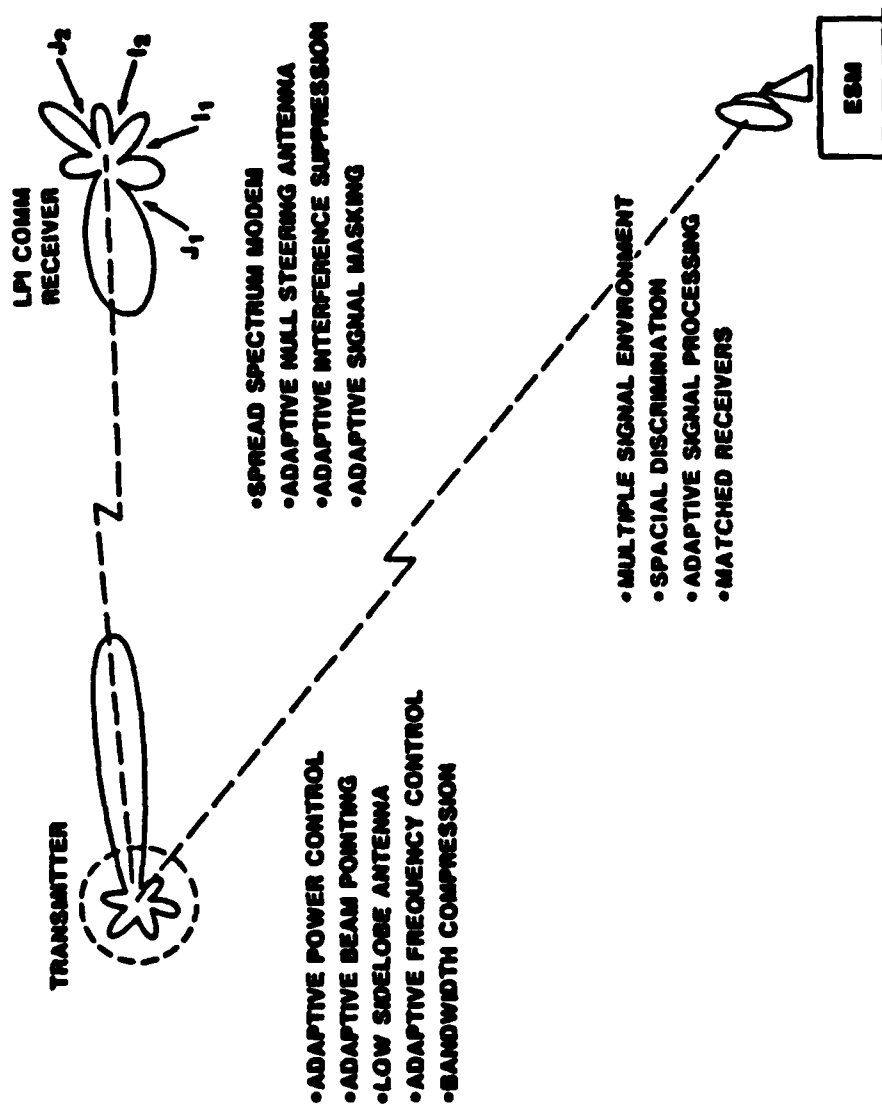 TRANSMITTER
LPI COMM
RECEIVER
J₂
I₂
I₁
J₁
•ADAPTIVE POWER CONTROL
•ADAPTIVE BEAM POINTING
•LOW SIDELOBE ANTENNA
•ADAPTIVE FREQUENCY CONTROL
•BANDWIDTH COMPRESSION
•SPREAD SPECTRUM MODEM
•ADAPTIVE NULL STEERING ANTENNA
•ADAPTIVE INTERFERENCE SUPPRESSION
•ADAPTIVE SIGNAL MASKING
•MULTIPLE SIGNAL ENVIRONMENT
•SPACIAL DISCRIMINATION
•ADAPTIVE SIGNAL PROCESSING
•MATCHED RECEIVERS
ESM